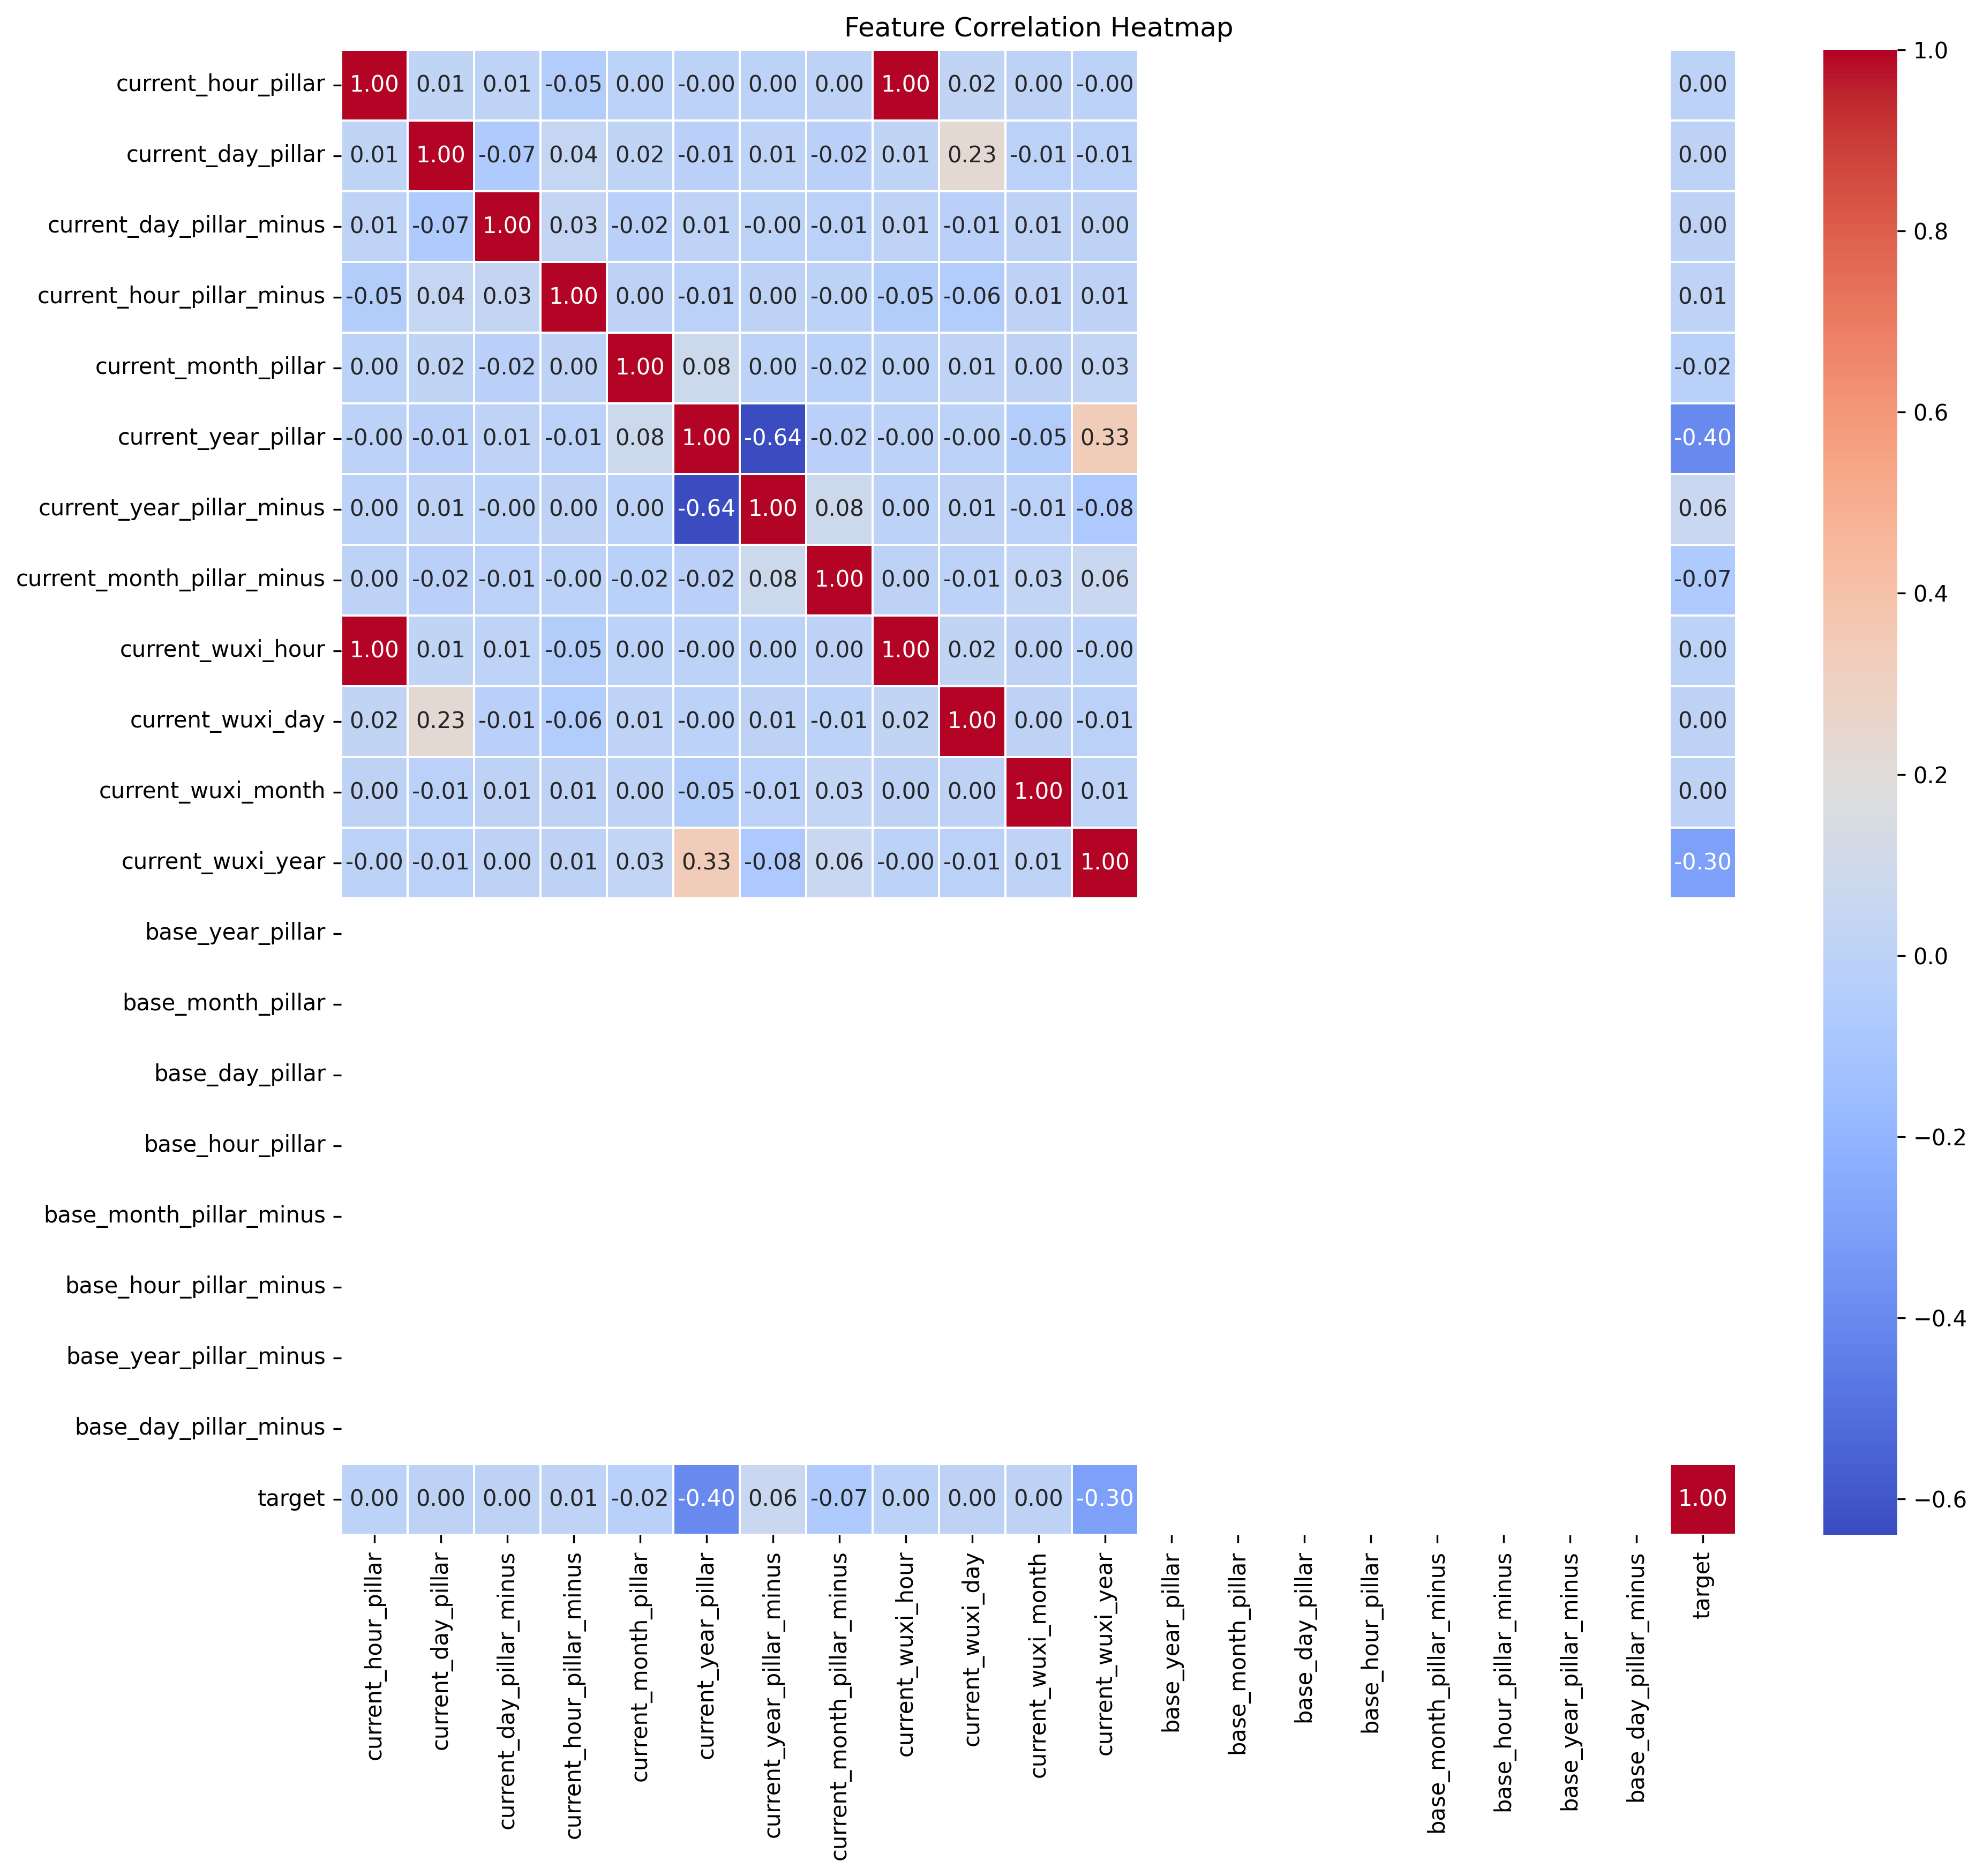 Feature Correlation Heatmap
current_hour_pillar 1.00 0.01 0.01 -0.05 0.00 -0.00 0.00 0.00 1.00 0.02 0.00 -0.00 0.00
current_day_pillar 0.01 1.00 -0.07 0.04 0.02 -0.01 0.01 -0.02 0.01 0.23 -0.01 -0.01 0.00
current_day_pillar_minus 0.01 -0.07 1.00 0.03 -0.02 0.01 -0.00 -0.01 0.01 -0.01 0.01 0.00 0.00
current_hour_pillar_minus -0.05 0.04 0.03 1.00 0.00 -0.01 0.00 -0.00 -0.05 -0.06 0.01 0.01 0.01
current_month_pillar 0.00 0.02 -0.02 0.00 1.00 0.08 0.00 -0.02 0.00 0.01 0.00 0.03 -0.02
current_year_pillar -0.00 -0.01 0.01 -0.01 0.08 1.00 -0.64 -0.02 -0.00 -0.00 -0.05 0.33 -0.40
current_year_pillar_minus 0.00 0.01 -0.00 0.00 0.00 -0.64 1.00 0.08 0.00 0.01 -0.01 -0.08 0.06
current_month_pillar_minus 0.00 -0.02 -0.01 -0.00 -0.02 -0.02 0.08 1.00 0.00 -0.01 0.03 0.06 -0.07
current_wuxi_hour 1.00 0.01 0.01 -0.05 0.00 -0.00 0.00 0.00 1.00 0.02 0.00 -0.00 0.00
current_wuxi_day 0.02 0.23 -0.01 -0.06 0.01 -0.00 0.01 -0.01 0.02 1.00 0.00 -0.01 0.00
current_wuxi_month 0.00 -0.01 0.01 0.01 0.00 -0.05 -0.01 0.03 0.00 0.00 1.00 0.01 0.00
current_wuxi_year -0.00 -0.01 0.00 0.01 0.03 0.33 -0.08 0.06 -0.00 -0.01 0.01 1.00 -0.30
base_year_pillar
base_month_pillar
base_day_pillar
base_hour_pillar
base_month_pillar_minus
base_hour_pillar_minus
base_year_pillar_minus
base_day_pillar_minus
target 0.00 0.00 0.00 0.01 -0.02 -0.40 0.06 -0.07 0.00 0.00 0.00 -0.30 1.00
current_hour_pillar
current_day_pillar
current_day_pillar_minus
current_hour_pillar_minus
current_month_pillar
current_year_pillar
current_year_pillar_minus
current_month_pillar_minus
current_wuxi_hour
current_wuxi_day
current_wuxi_month
current_wuxi_year
base_year_pillar
base_month_pillar
base_day_pillar
base_hour_pillar
base_month_pillar_minus
base_hour_pillar_minus
base_year_pillar_minus
base_day_pillar_minus
target
1.0
0.8
0.6
0.4
0.2
0.0
−0.2
−0.4
−0.6